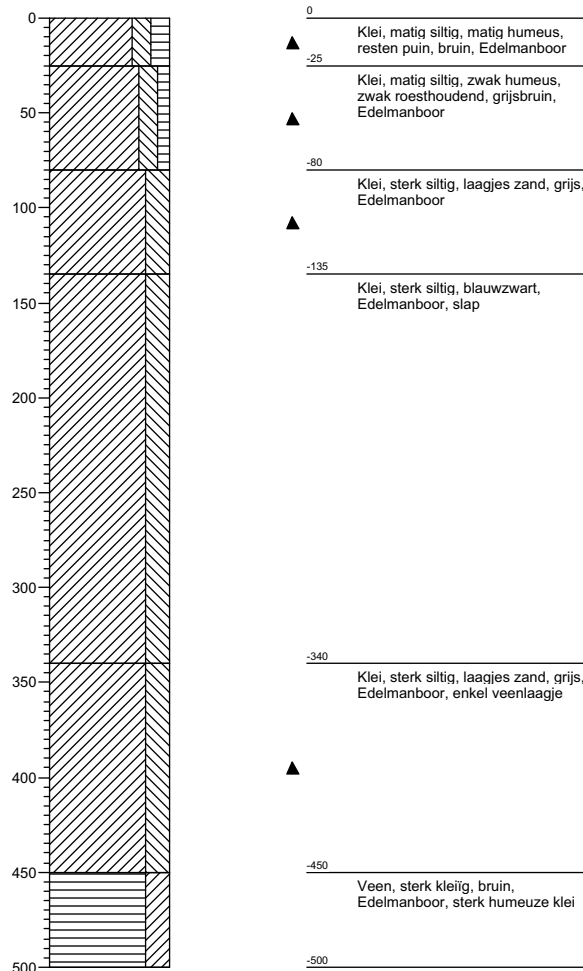 0
50
100
150
200
250
300
350
400
450
500
0
Klei, matig siltig, matig humeus,
resten puin, bruin, Edelmanboor
-25
Klei, matig siltig, zwak humeus,
zwak roesthoudend, grijsbruin,
Edelmanboor
-80
Klei, sterk siltig, laagjes zand, grijs,
Edelmanboor
-135
Klei, sterk siltig, blauwzwart,
Edelmanboor, slap
-340
Klei, sterk siltig, laagjes zand, grijs,
Edelmanboor, enkel veenlaagje
-450
Veen, sterk kleiïg, bruin,
Edelmanboor, sterk humeuze klei
-500